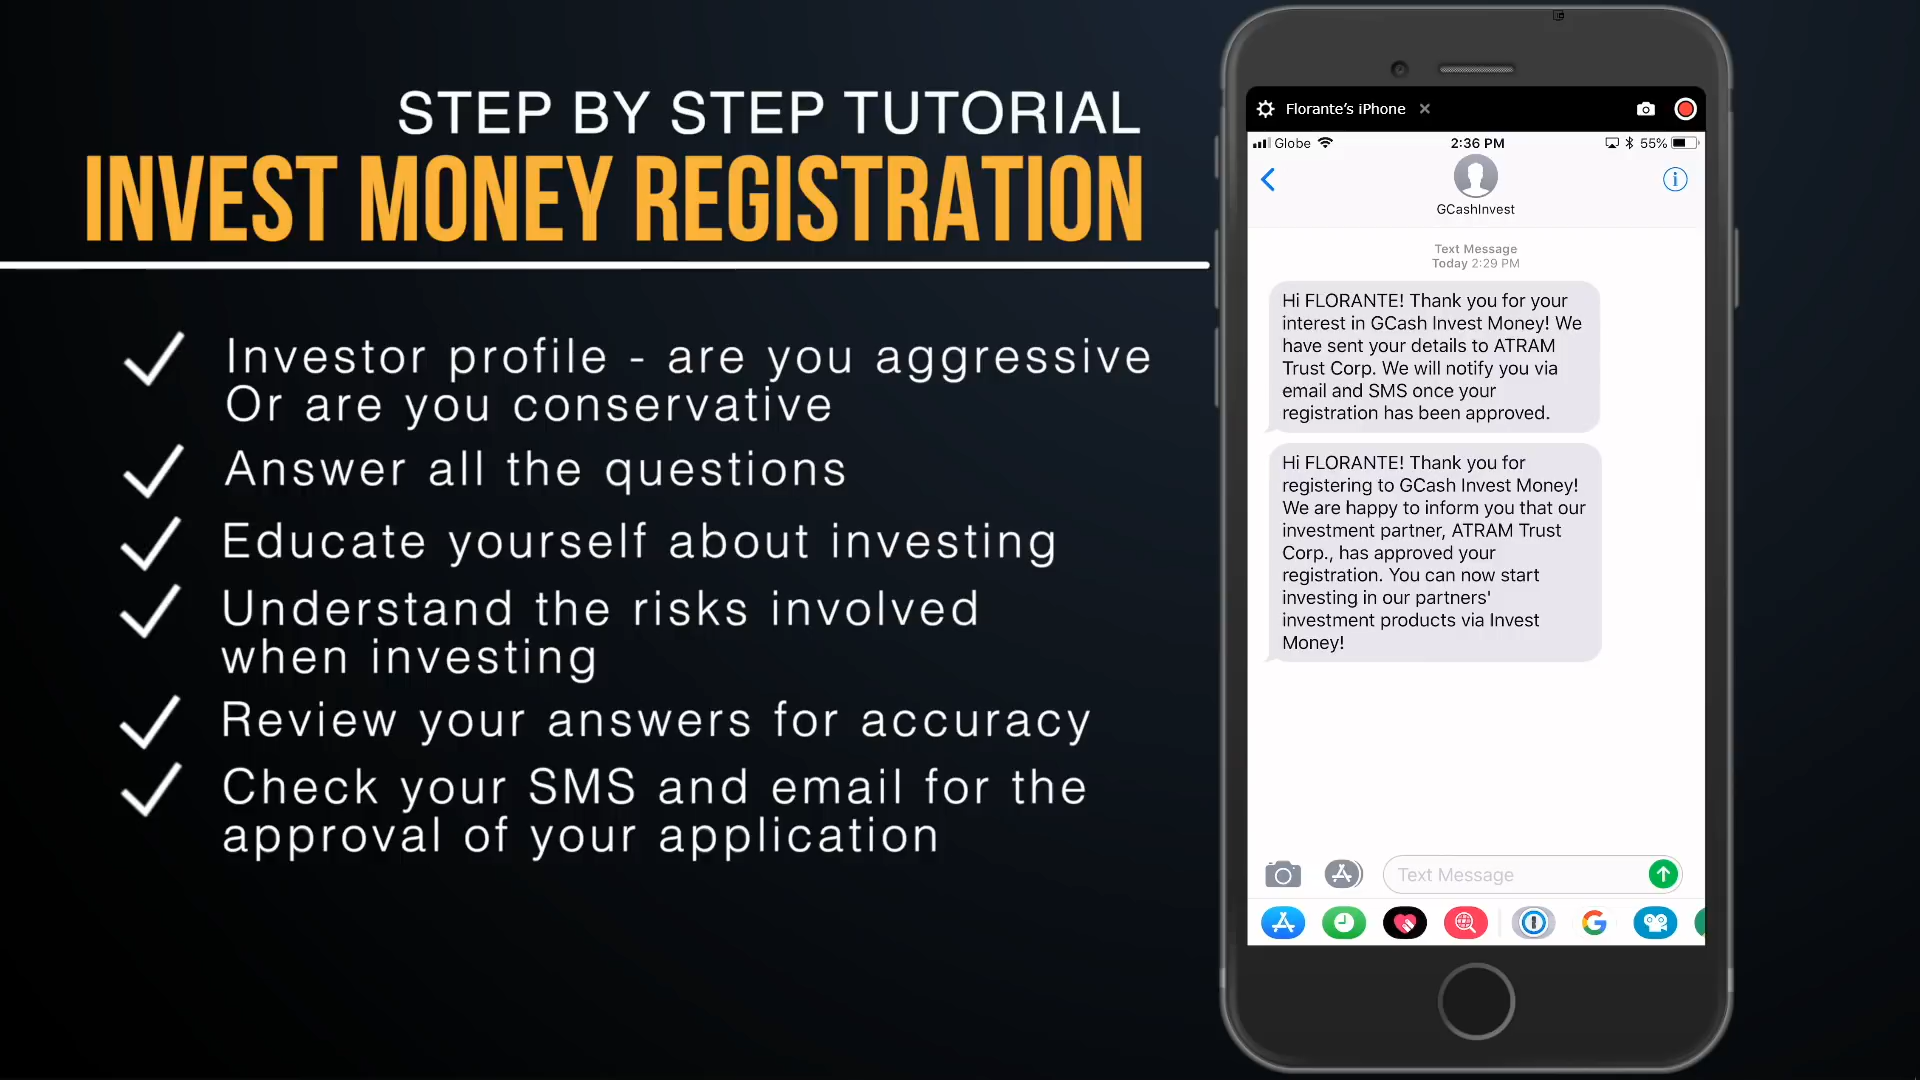 STEP BY STEP TUTORIAL
INVEST MONEY REGISTRATION
Investor profile - are you aggressive
Or are you conservative
Answer all the questions
Educate yourself about investing
Understand the risks involved
when investing
Review your answers for accuracy
Check your SMS and email for the
approval of your application
Florante's iPhone
Globe 2:36 PM 55%
GCashInvest
Text Message
Today 2:29 PM
Hi FLORANTE! Thank you for your
interest in GCash Invest Money! We
have sent your details to ATRAM
Trust Corp. We will notify you via
email and SMS once your
registration has been approved.
Hi FLORANTE! Thank you for
registering to GCash Invest Money!
We are happy to inform you that our
investment partner, ATRAM Trust
Corp., has approved your
registration. You can now start
investing in our partners'
investment products via Invest
Money!
Text Message